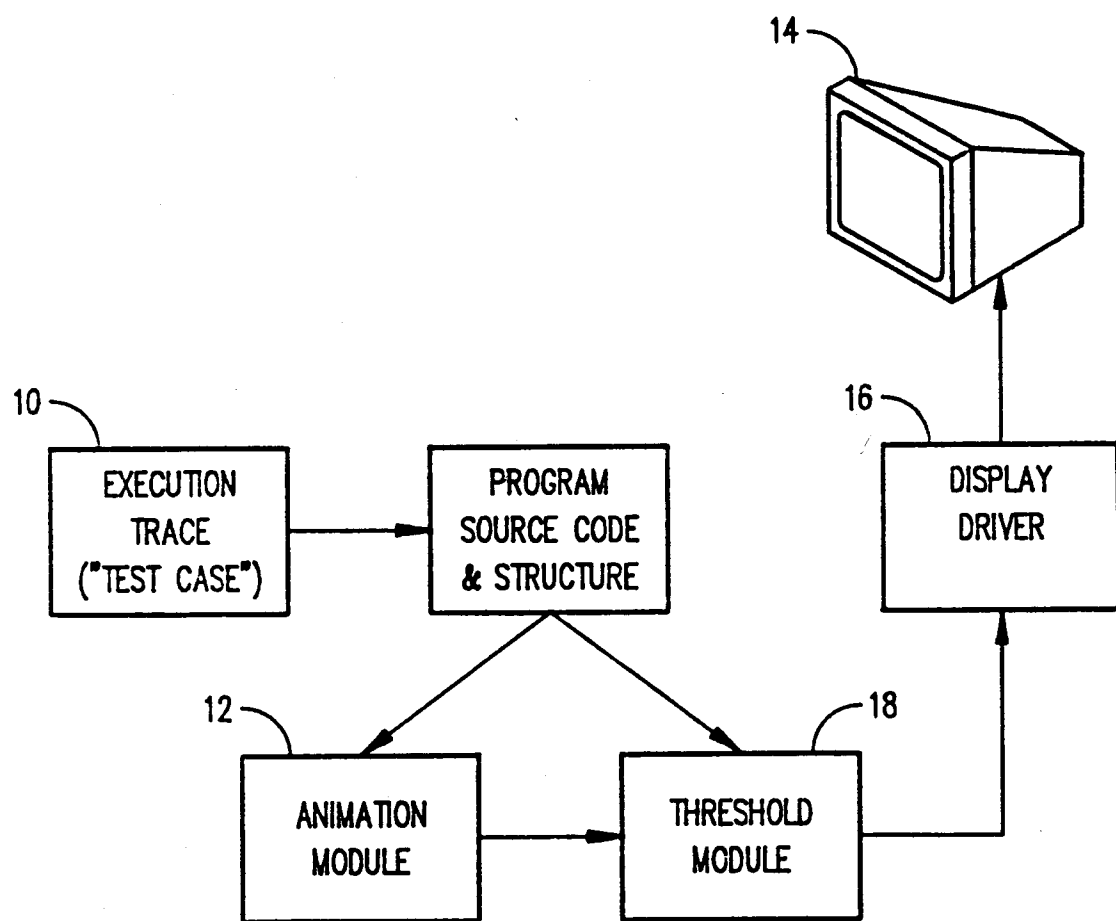 14
10
EXECUTION
TRACE
("TEST CASE")
PROGRAM
SOURCE CODE
& STRUCTURE
16
DISPLAY
DRIVER
12
ANIMATION
MODULE
18
THRESHOLD
MODULE